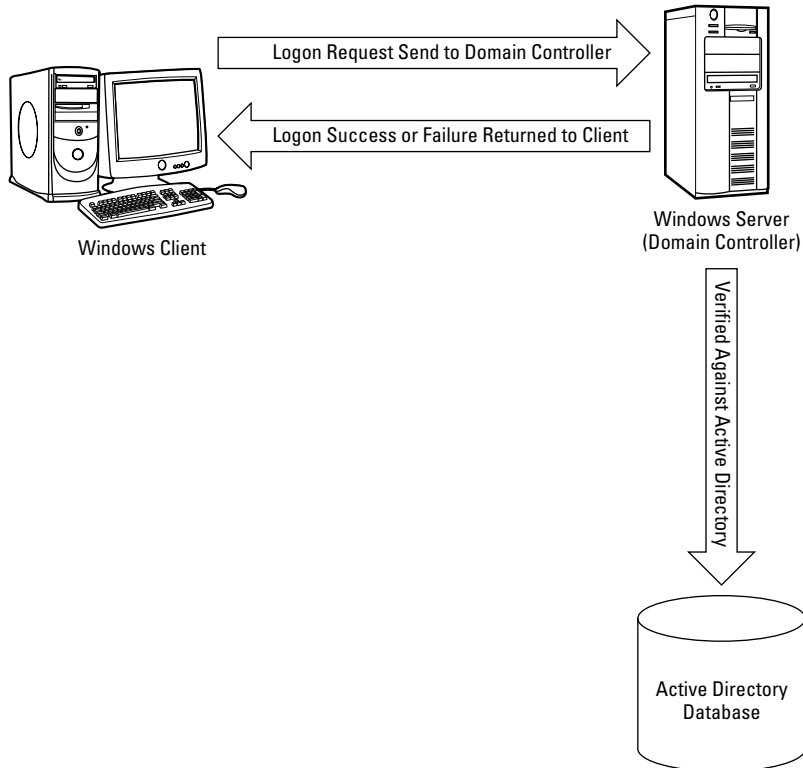 Logon Request Send to Domain Controller
Logon Success or Failure Returned to Client
Windows Client
Windows Server
(Domain Controller)
Verified Against Active Directory
Active Directory
Database